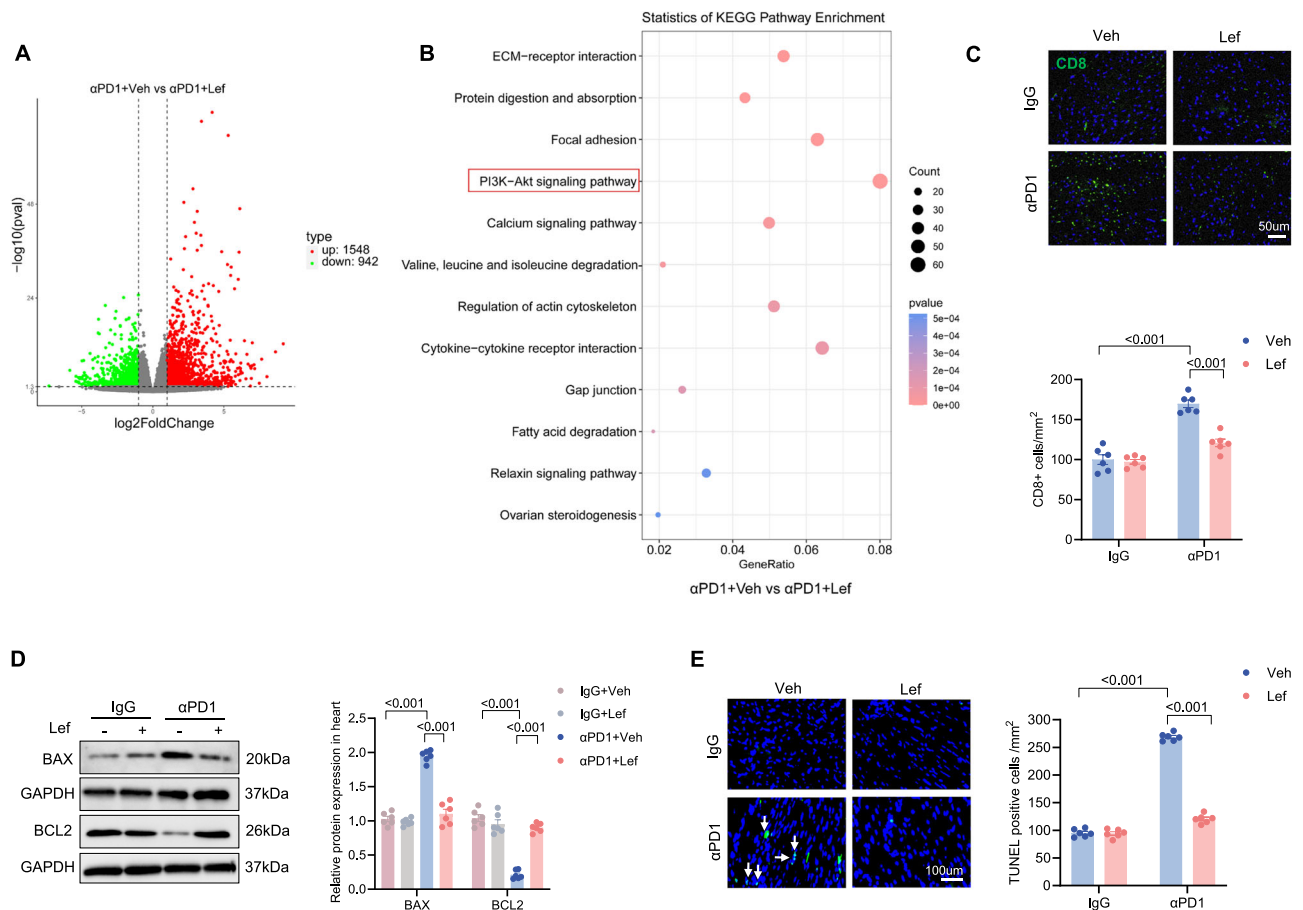 A
αPD1+Veh vs αPD1+Lef
−log10(pval)
48
24
1.3
0
−5
0
5
log2FoldChange
type
up: 1548
down: 942
B
Statistics of KEGG Pathway Enrichment
ECM−receptor interaction
Protein digestion and absorption
Focal adhesion
PI3K−Akt signaling pathway
Calcium signaling pathway
Valine, leucine and isoleucine degradation
Regulation of actin cytoskeleton
Cytokine−cytokine receptor interaction
Gap junction
Fatty acid degradation
Relaxin signaling pathway
Ovarian steroidogenesis
0.02
0.04
0.06
0.08
GeneRatio
αPD1+Veh vs αPD1+Lef
Count
20
30
40
50
60
pvalue
5e−04
4e−04
3e−04
2e−04
1e−04
0e+00
C
Veh
Lef
CD8
IgG
αPD1
50um
Veh
Lef
<0.001
<0.001
CD8+ cells/mm²
200
150
100
50
0
IgG
αPD1
D
IgG
αPD1
Lef
-
+
-
+
BAX
20kDa
GAPDH
37kDa
BCL2
26kDa
GAPDH
37kDa
IgG+Veh
IgG+Lef
αPD1+Veh
αPD1+Lef
<0.001
<0.001
<0.001
<0.001
Relative protein expression in heart
2.5
2.0
1.5
1.0
0.5
0.0
BAX
BCL2
E
Veh
Lef
IgG
αPD1
100um
Veh
Lef
<0.001
<0.001
TUNEL positive cells /mm²
300
250
200
150
100
50
0
IgG
αPD1